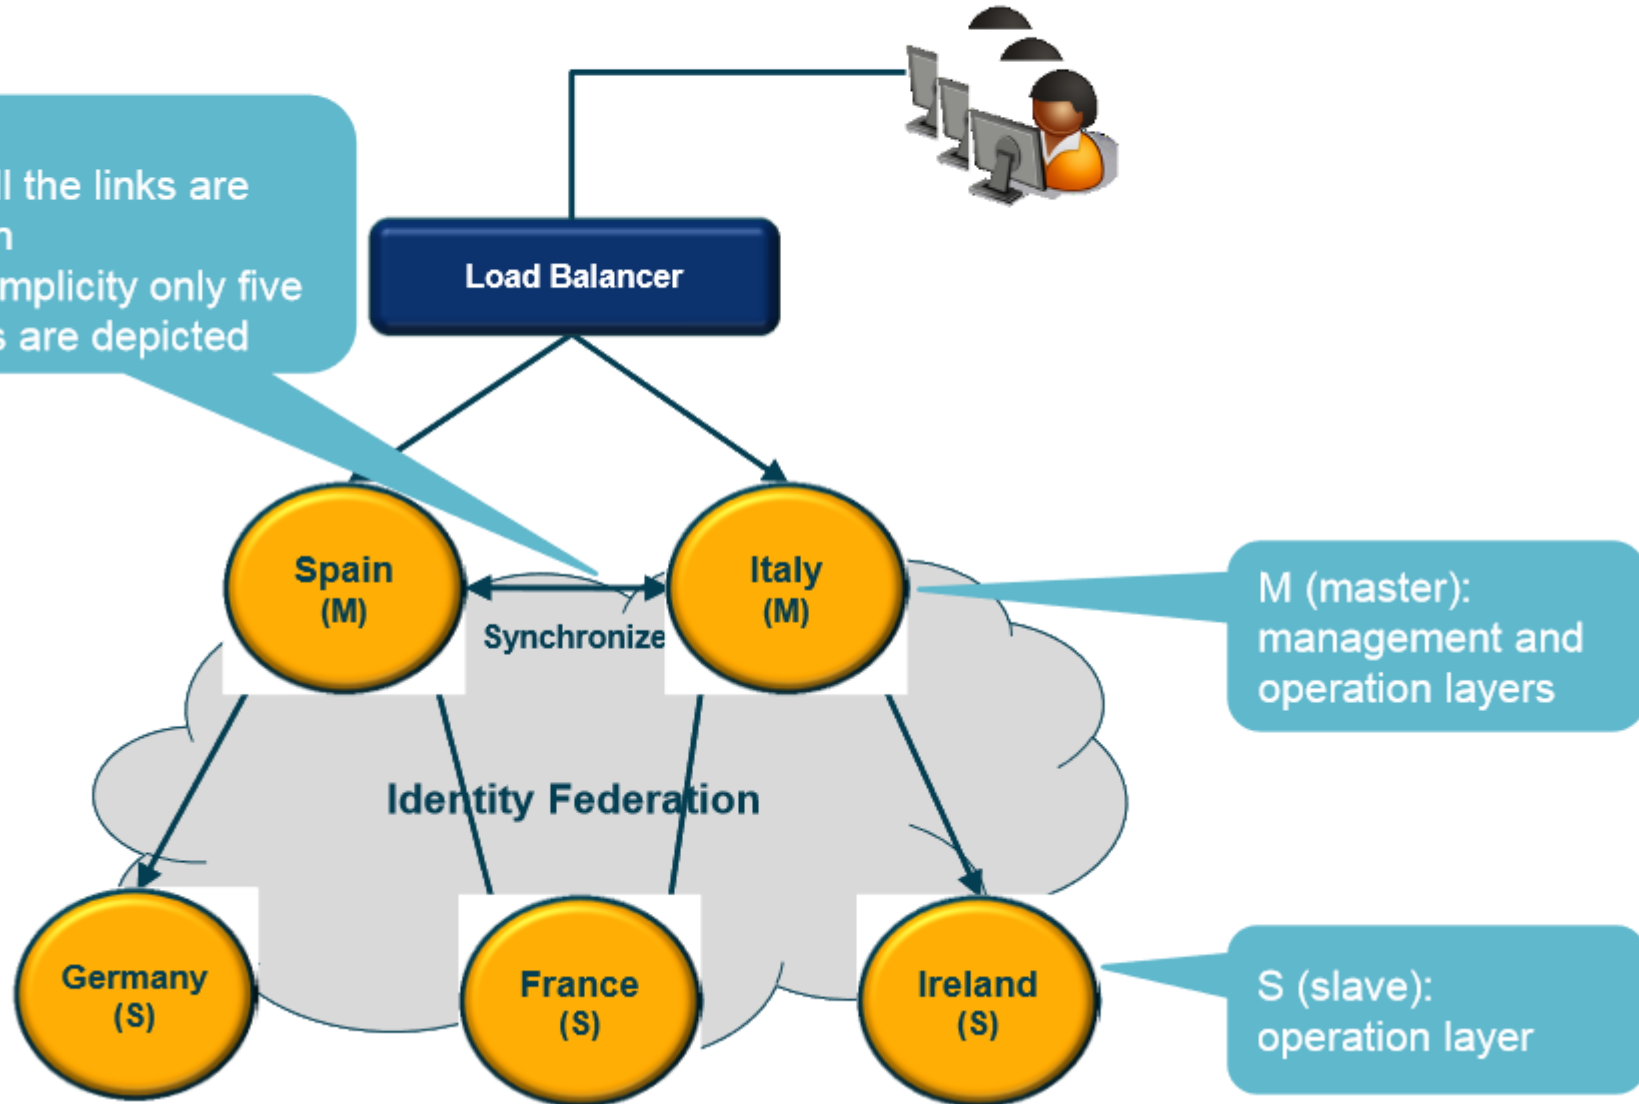 ll the links are
Load Balancer
mplicity only five
s are depicted
Spain
(M)
Italy
(M)
Synchronize
M (master):
management and
operation layers
Identity Federation
Germany
(S)
France
(S)
Ireland
(S)
S (slave):
operation layer